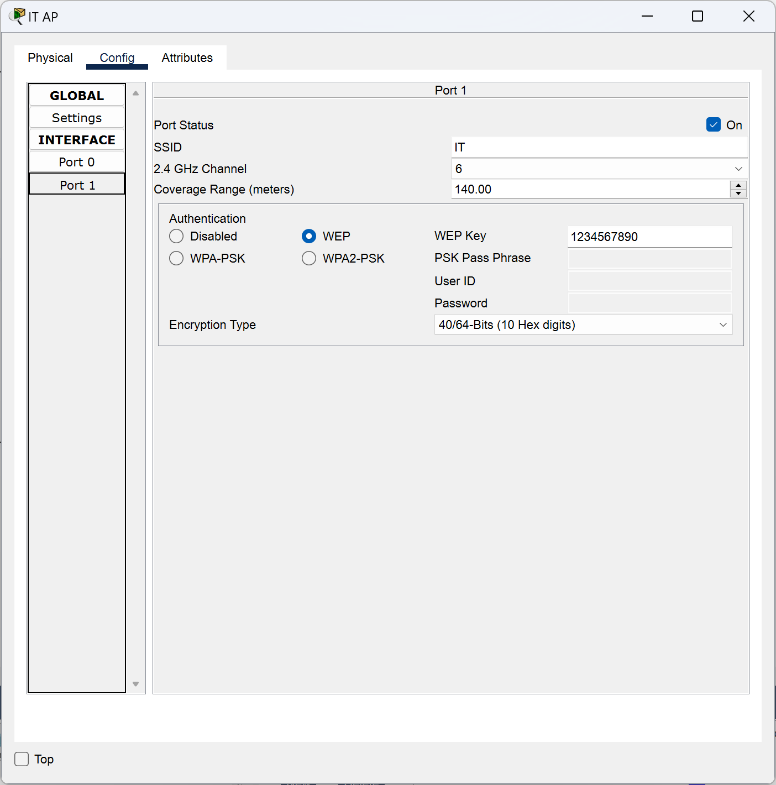 IT AP
Physical Config Attributes
GLOBAL
Settings
INTERFACE
Port 0
Port 1
Port 1
Port Status On
SSID IT
2.4 GHz Channel 6
Coverage Range (meters) 140.00
Authentication
Disabled WEP WEP Key 1234567890
WPA-PSK WPA2-PSK PSK Pass Phrase
User ID
Password
Encryption Type 40/64-Bits (10 Hex digits)
Top